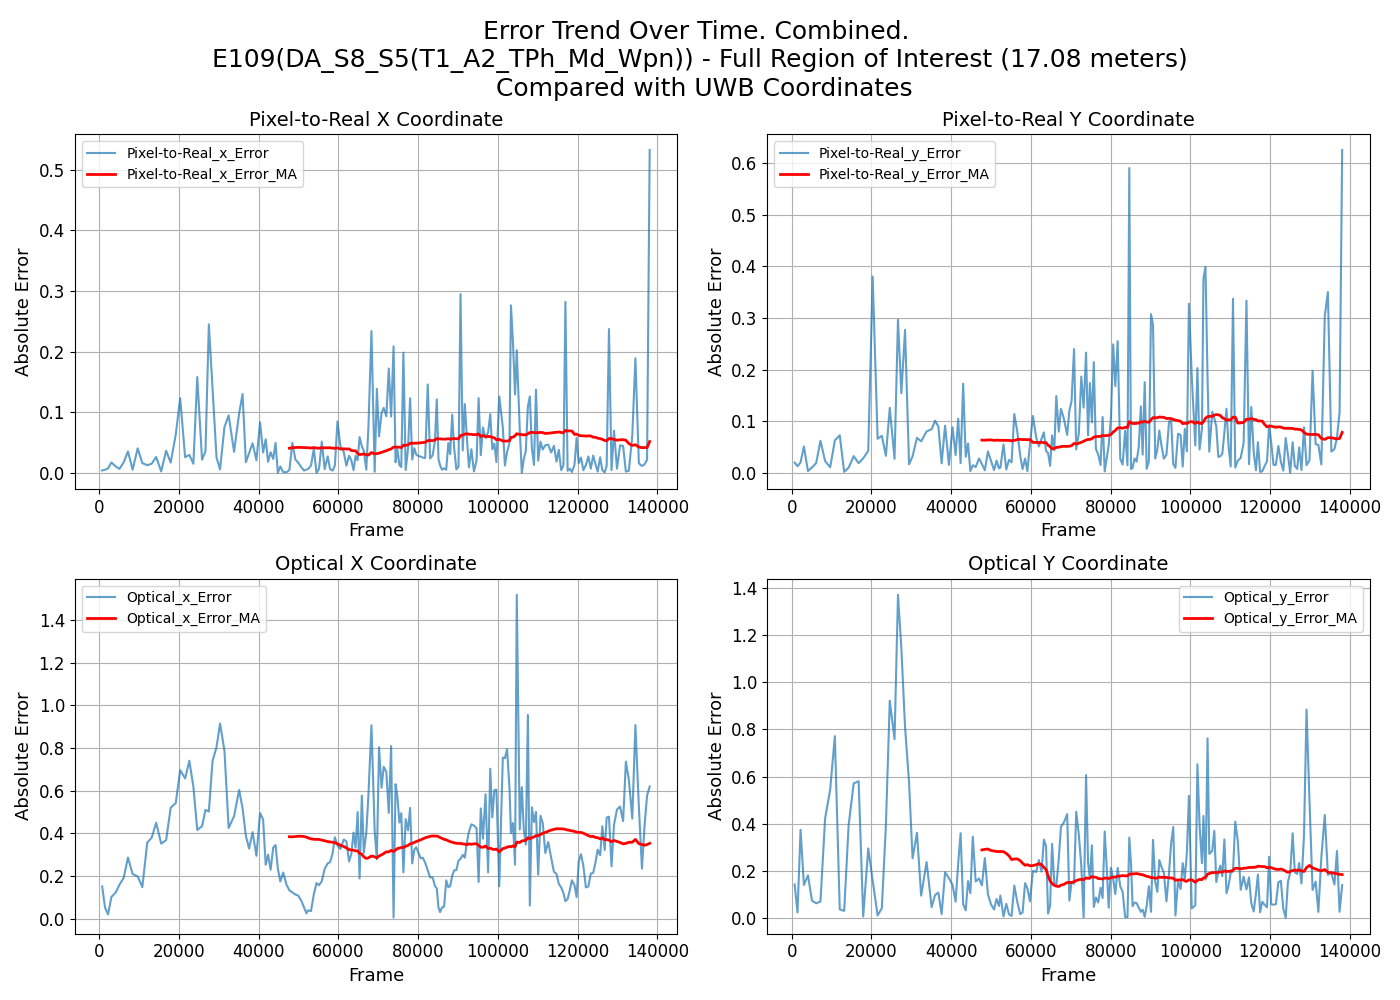 Error Trend Over Time. Combined.
E109(DA_S8_S5(T1_A2_TPh_Md_Wpn)) - Full Region of Interest (17.08 meters)
Compared with UWB Coordinates
Pixel-to-Real X Coordinate
Pixel-to-Real_x_Error
Pixel-to-Real_x_Error_MA
Absolute Error
0.5
0.4
0.3
0.2
0.1
0.0
0 20000 40000 60000 80000 100000 120000 140000
Frame
Pixel-to-Real Y Coordinate
Pixel-to-Real_y_Error
Pixel-to-Real_y_Error_MA
Absolute Error
0.6
0.5
0.4
0.3
0.2
0.1
0.0
0 20000 40000 60000 80000 100000 120000 140000
Frame
Optical X Coordinate
Optical_x_Error
Optical_x_Error_MA
Absolute Error
1.4
1.2
1.0
0.8
0.6
0.4
0.2
0.0
0 20000 40000 60000 80000 100000 120000 140000
Frame
Optical Y Coordinate
Optical_y_Error
Optical_y_Error_MA
Absolute Error
1.4
1.2
1.0
0.8
0.6
0.4
0.2
0.0
0 20000 40000 60000 80000 100000 120000 140000
Frame